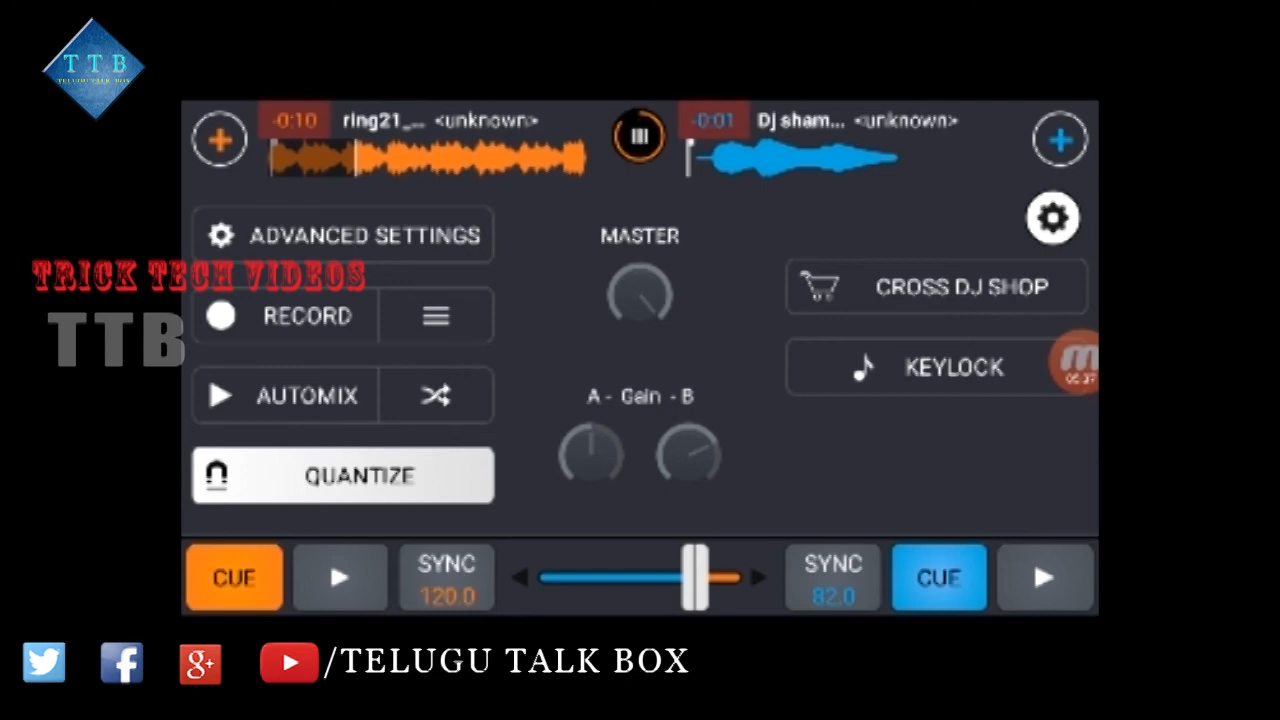 T T B
TELUGU TALK BOX
-0:10 ring21_... <unknown>
-0:01 Dj sham... <unknown>
ADVANCED SETTINGS
MASTER
TRICK TECH VIDEOS
CROSS DJ SHOP
RECORD
TTB
KEYLOCK
05:37
AUTOMIX
A - Gain - B
QUANTIZE
CUE
SYNC
120.0
SYNC
82.0
CUE
/TELUGU TALK BOX